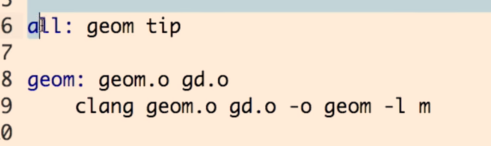 6 all: geom tip
7
8 geom: geom.o gd.o
9 clang geom.o gd.o -o geom -l m
0